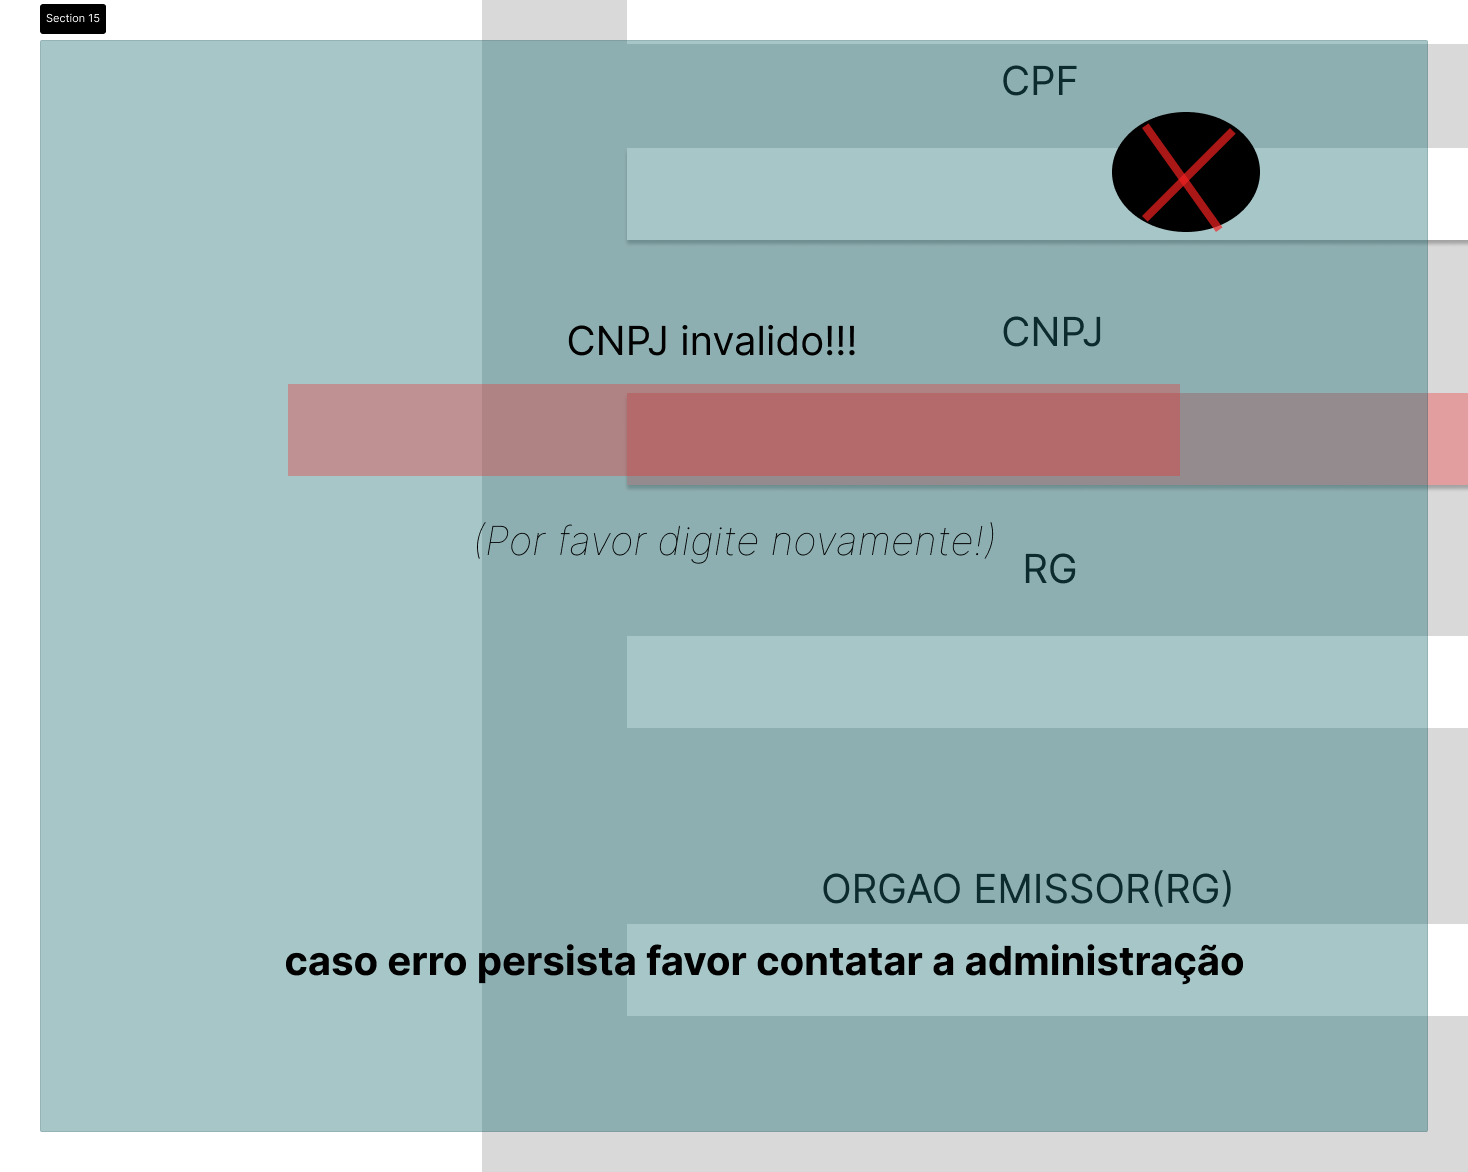 Section 15
CPF
CNPJ invalido!!!
CNPJ
(Por favor digite novamente!)
RG
ORGAO EMISSOR(RG)
caso erro persista favor contatar a administração